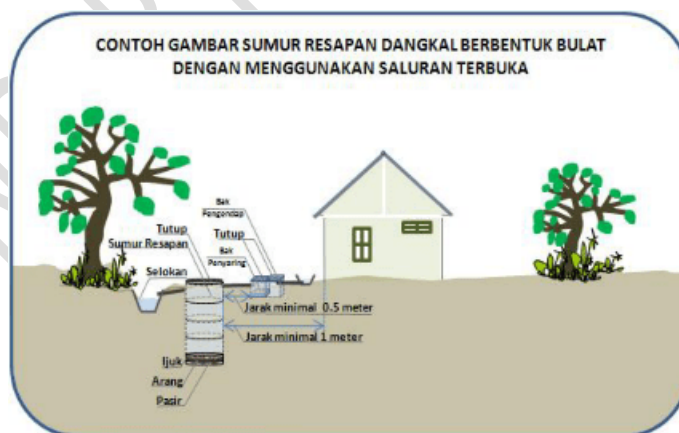 CONTOH GAMBAR SUMUR RESAPAN DANGKAL BERBENTUK BULAT
DENGAN MENGGUNAKAN SALURAN TERBUKA
Bak
Pengendap
Tutup
Sumur Resapan
Tutup
Bak
Penyaring
Selokan
Jarak minimal 0.5 meter
Jarak minimal 1 meter
Ijuk
Arang
Pasir